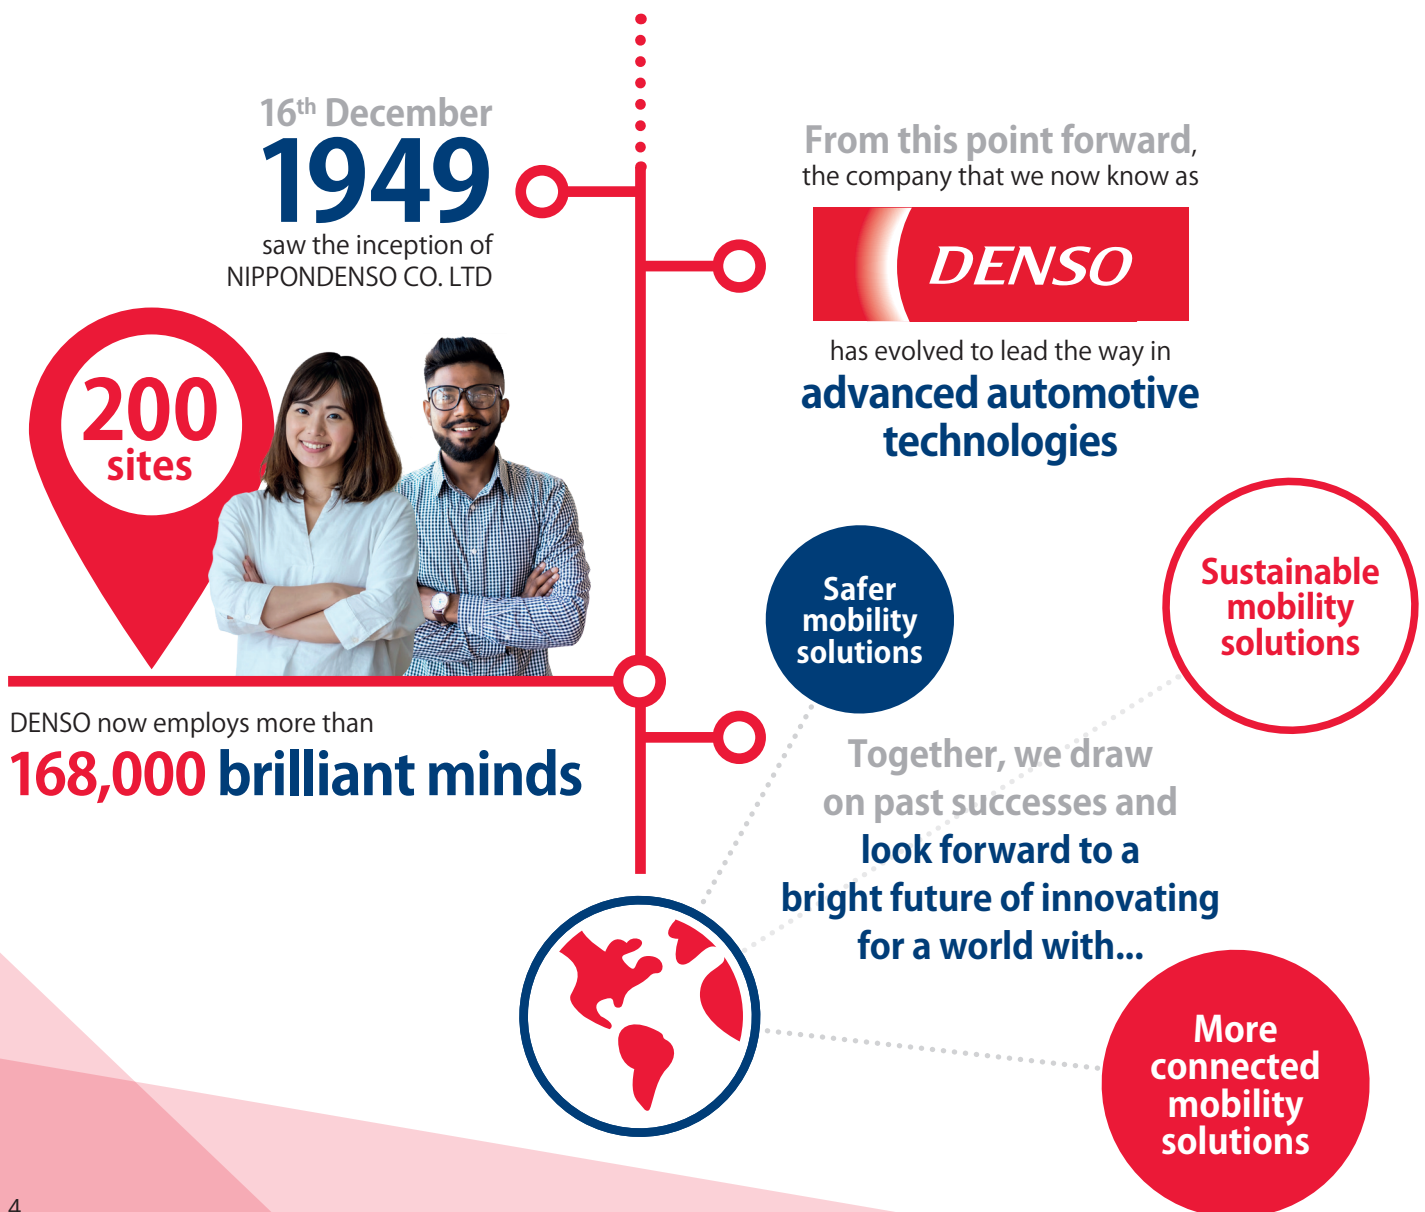 16th December
1949
saw the inception of
NIPPONDENSO CO. LTD
From this point forward,
the company that we now know as
DENSO
has evolved to lead the way in
advanced automotive
technologies
200
sites
DENSO now employs more than
168,000 brilliant minds
Together, we draw
on past successes and
look forward to a
bright future of innovating
for a world with...
Safer
mobility
solutions
Sustainable
mobility
solutions
More
connected
mobility
solutions
4